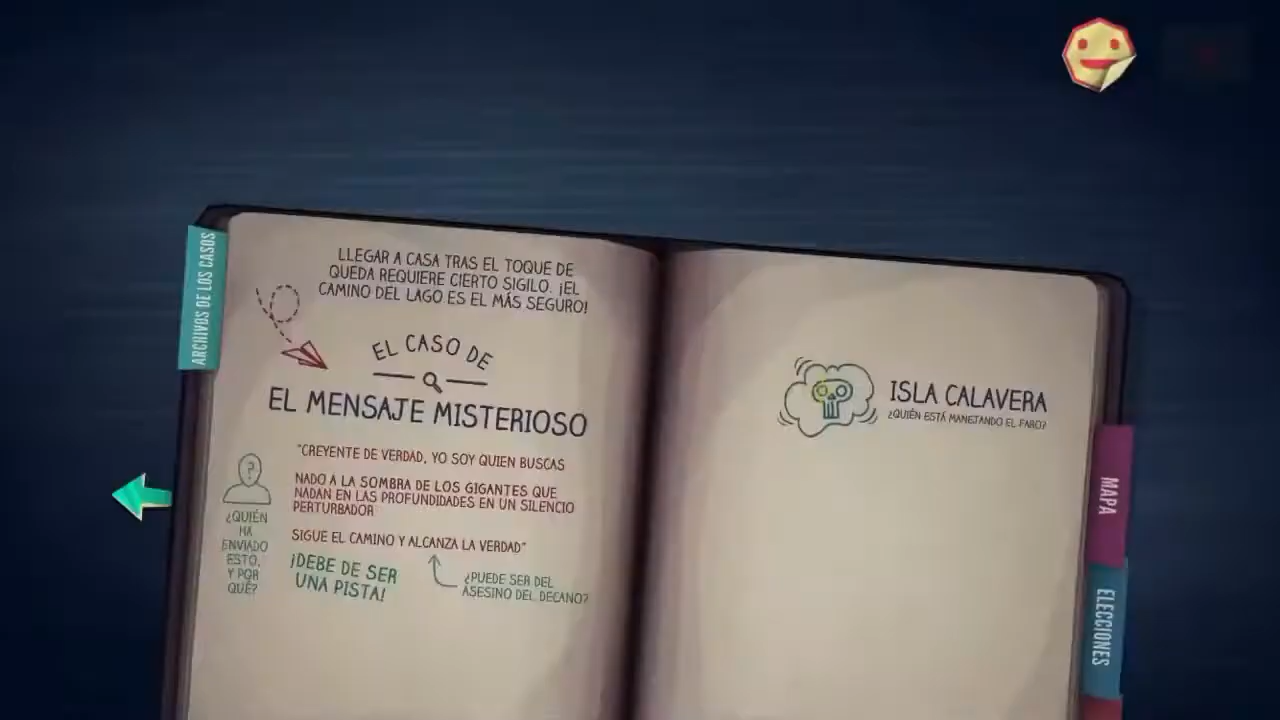 ARCHIVOS DE LOS CASOS
LLEGAR A CASA TRAS EL TOQUE DE
QUEDA REQUIERE CIERTO SIGILO. ¡EL
CAMINO DEL LAGO ES EL MÁS SEGURO!
EL CASO DE
EL MENSAJE MISTERIOSO
"CREYENTE DE VERDAD, YO SOY QUIEN BUSCAS
NADO A LA SOMBRA DE LOS GIGANTES QUE
NADAN EN LAS PROFUNDIDADES EN UN SILENCIO
PERTURBADOR
SIGUE EL CAMINO Y ALCANZA LA VERDAD"
?
¿QUIÉN
HA
ENVIADO
ESTO,
Y POR
QUÉ?
¡DEBE DE SER
UNA PISTA!
¿PUEDE SER DEL
ASESINO DEL DECANO?
ISLA CALAVERA
¿QUIÉN ESTÁ MANEJANDO EL FARO?
MAPA
ELECCIONES